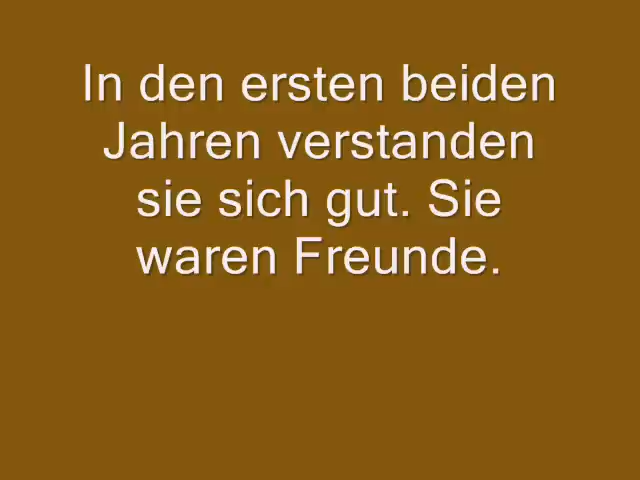 In den ersten beiden
Jahren verstanden
sie sich gut. Sie
waren Freunde.